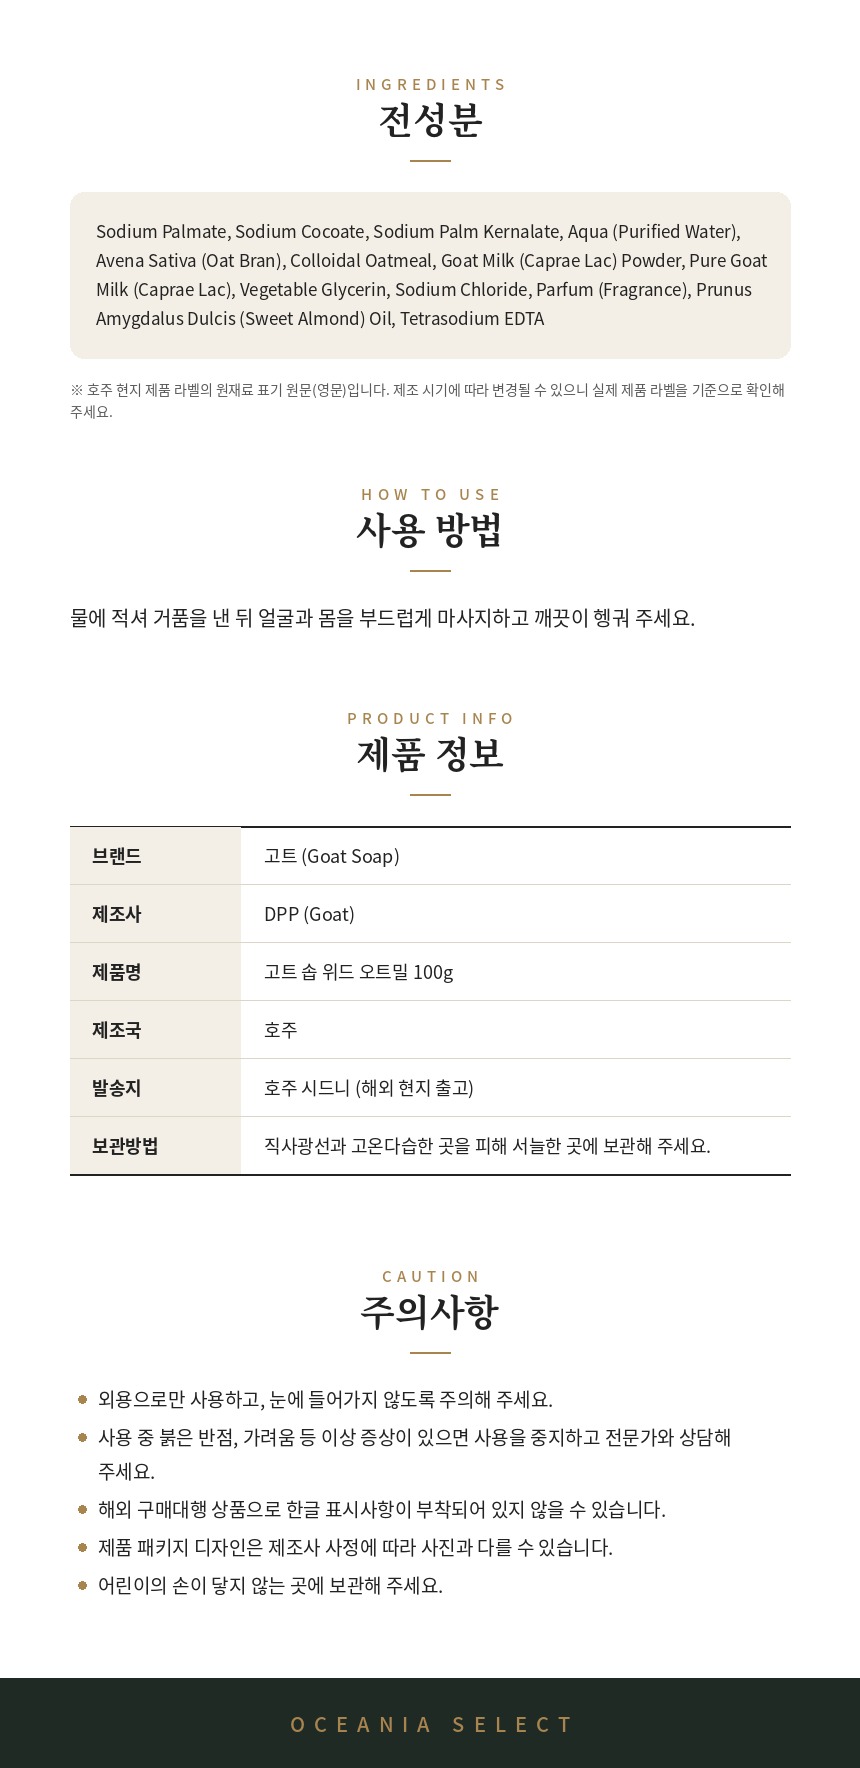 INGREDIENTS
전성분
Sodium Palmate, Sodium Cocoate, Sodium Palm Kernalate, Aqua (Purified Water),
Avena Sativa (Oat Bran), Colloidal Oatmeal, Goat Milk (Caprae Lac) Powder, Pure Goat
Milk (Caprae Lac), Vegetable Glycerin, Sodium Chloride, Parfum (Fragrance), Prunus
Amygdalus Dulcis (Sweet Almond) Oil, Tetrasodium EDTA
※ 호주 현지 제품 라벨의 원재료 표기 원문(영문)입니다. 제조 시기에 따라 변경될 수 있으니 실제 제품 라벨을 기준으로 확인해
주세요.
HOW TO USE
사용 방법
물에 적셔 거품을 낸 뒤 얼굴과 몸을 부드럽게 마사지하고 깨끗이 헹궈 주세요.
PRODUCT INFO
제품 정보
브랜드 고트 (Goat Soap)
제조사 DPP (Goat)
제품명 고트 솝 위드 오트밀 100g
제조국 호주
발송지 호주 시드니 (해외 현지 출고)
보관방법 직사광선과 고온다습한 곳을 피해 서늘한 곳에 보관해 주세요.
CAUTION
주의사항
외용으로만 사용하고, 눈에 들어가지 않도록 주의해 주세요.
사용 중 붉은 반점, 가려움 등 이상 증상이 있으면 사용을 중지하고 전문가와 상담해
주세요.
해외 구매대행 상품으로 한글 표시사항이 부착되어 있지 않을 수 있습니다.
제품 패키지 디자인은 제조사 사정에 따라 사진과 다를 수 있습니다.
어린이의 손이 닿지 않는 곳에 보관해 주세요.
OCEANIA SELECT